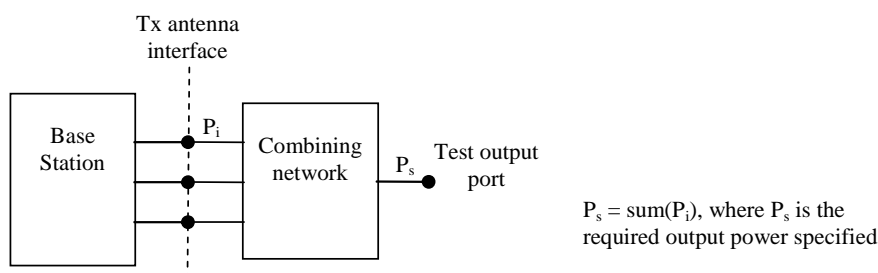 Tx antenna
interface
Base
Station
Pᵢ
Combining
network
Pₛ
Test output
port
Pₛ = sum(Pᵢ), where Pₛ is the
required output power specified